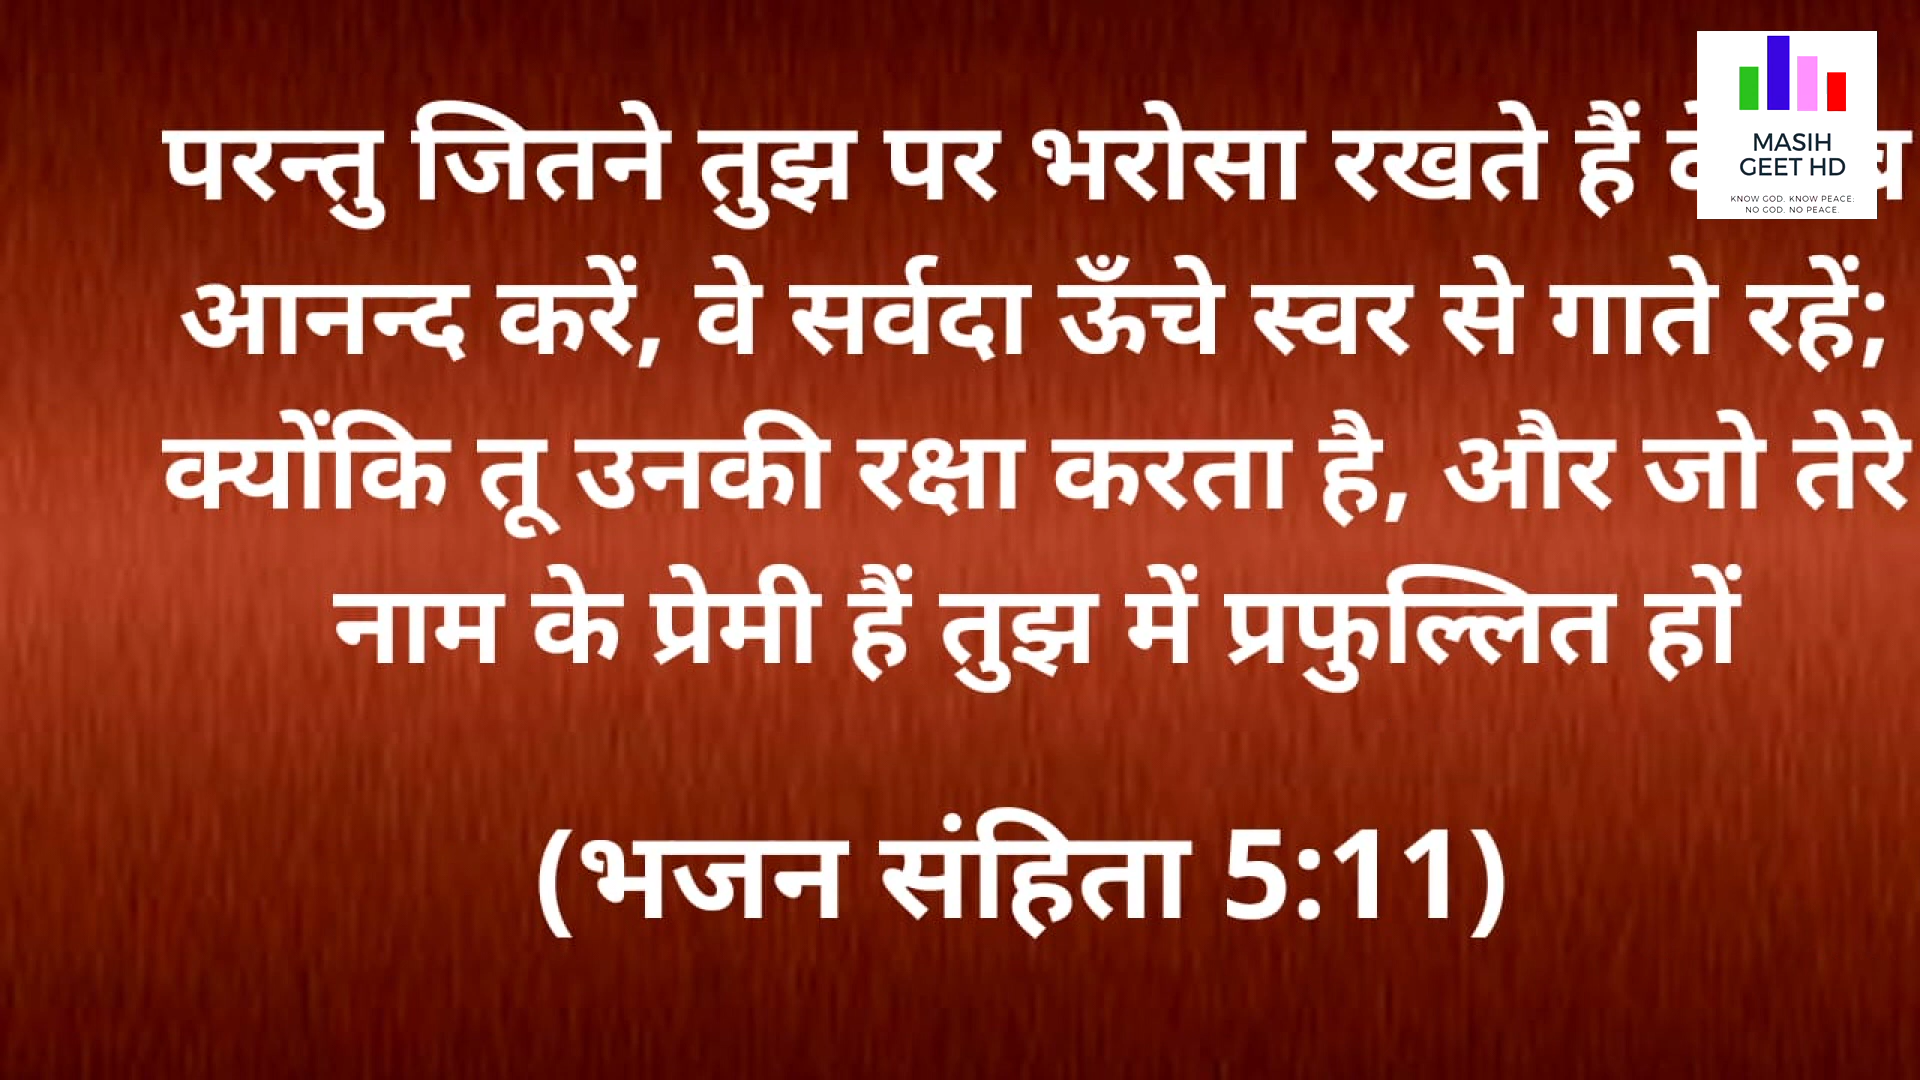 परन्तु जितने तुझ पर भरोसा रखते हैं
आनन्द करें, वे सर्वदा ऊँचे स्वर से गाते रहें;
क्योंकि तू उनकी रक्षा करता है, और जो तेरे
नाम के प्रेमी हैं तुझ में प्रफुल्लित हों
(भजन संहिता 5:11)
MASIH
GEET HD
KNOW GOD. KNOW PEACE:
NO GOD. NO PEACE.